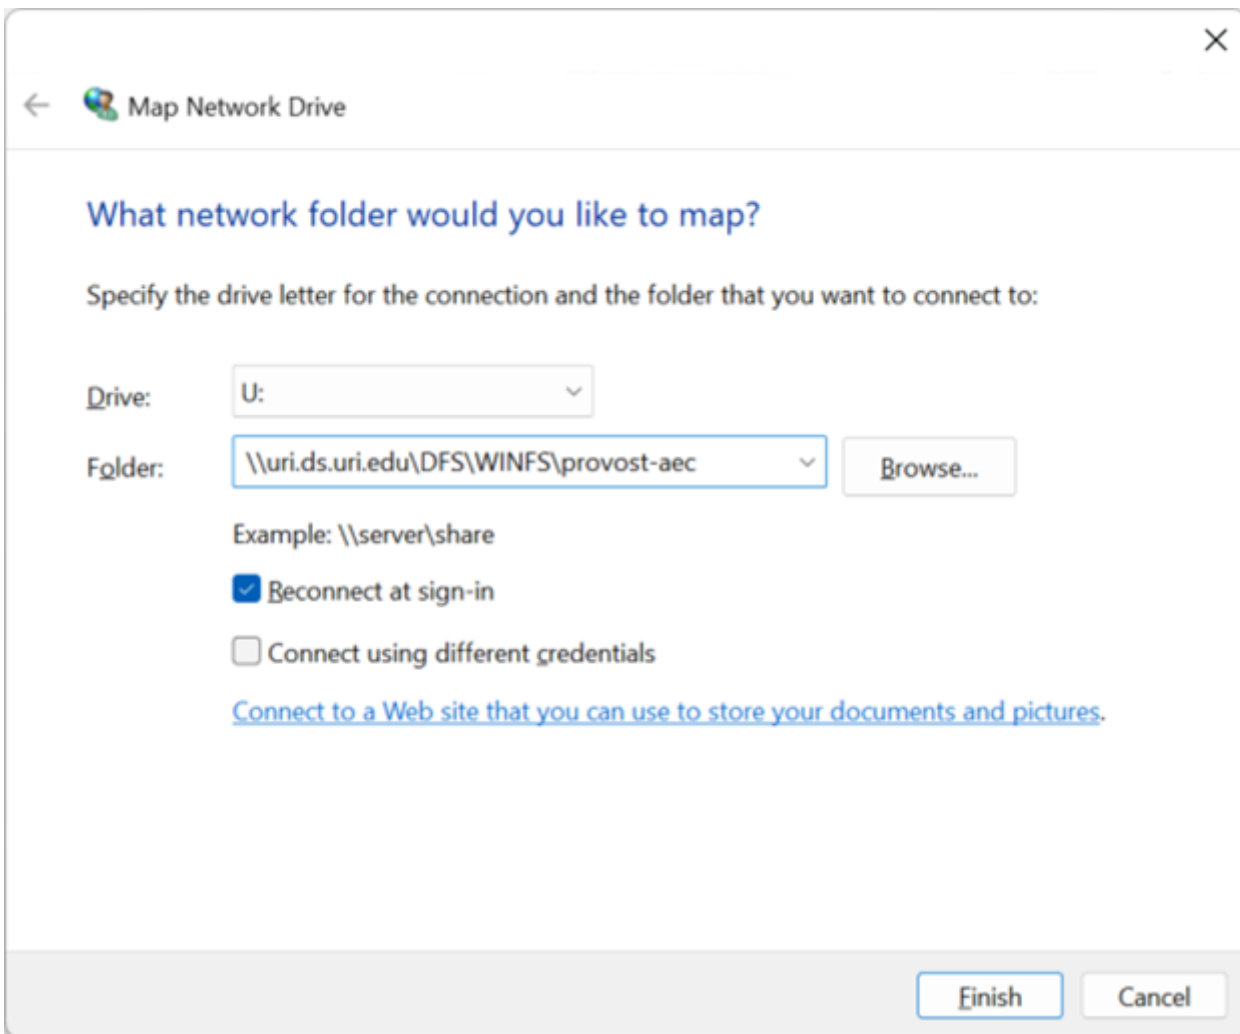 Map Network Drive
What network folder would you like to map?
Specify the drive letter for the connection and the folder that you want to connect to:
Drive: U:
Folder: \\uri.ds.uri.edu\DFS\WINFS\provost-aec Browse...
Example: \\server\share
Reconnect at sign-in
Connect using different credentials
Connect to a Web site that you can use to store your documents and pictures.
Finish Cancel